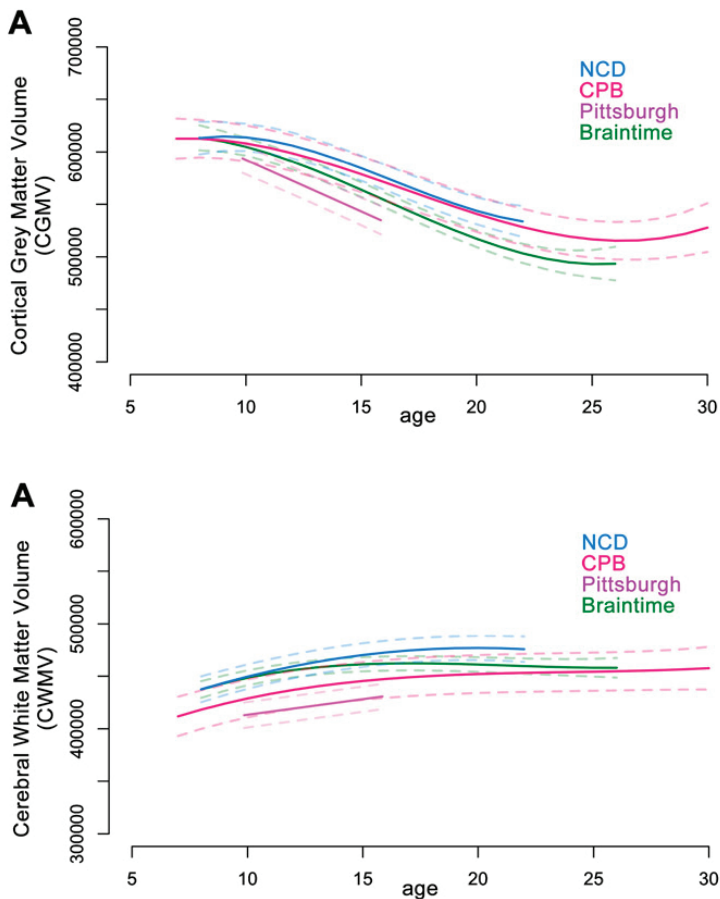 A
Cortical Grey Matter Volume
(CGMV)
700000
600000
500000
400000
NCD
CPB
Pittsburgh
Braintime
5
10
15
20
25
30
age
A
Cerebral White Matter Volume
(CWMV)
600000
500000
400000
300000
NCD
CPB
Pittsburgh
Braintime
5
10
15
20
25
30
age